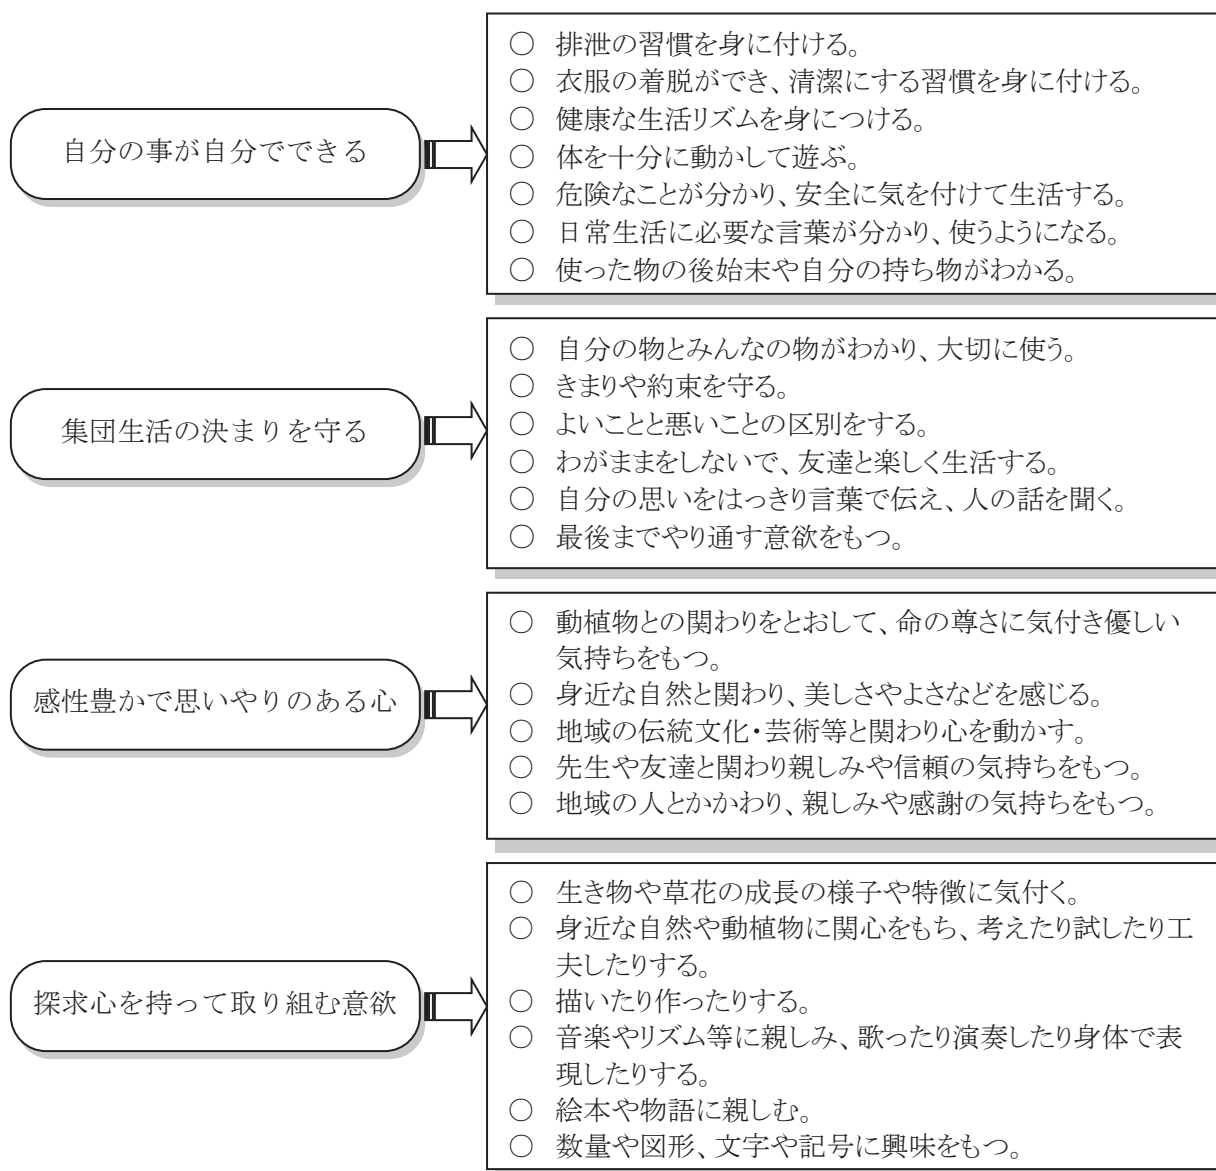 自分の事が自分でできる
○ 排泄の習慣を身に付ける。
○ 衣服の着脱ができ、清潔にする習慣を身に付ける。
○ 健康な生活リズムを身につける。
○ 体を十分に動かして遊ぶ。
○ 危険なことが分かり、安全に気を付けて生活する。
○ 日常生活に必要な言葉が分かり、使うようになる。
○ 使った物の後始末や自分の持ち物がわかる。
集団生活の決まりを守る
○ 自分の物とみんなの物がわかり、大切に使う。
○ きまりや約束を守る。
○ よいことと悪いことの区別をする。
○ わがままをしないで、友達と楽しく生活する。
○ 自分の思いをはっきり言葉で伝え、人の話を聞く。
○ 最後までやり通す意欲をもつ。
感性豊かで思いやりのある心
○ 動植物との関わりをとおして、命の尊さに気付き優しい
気持ちをもつ。
○ 身近な自然と関わり、美しさやよさなどを感じる。
○ 地域の伝統文化・芸術等と関わり心を動かす。
○ 先生や友達と関わり親しみや信頼の気持ちをもつ。
○ 地域の人とかかわり、親しみや感謝の気持ちをもつ。
探求心を持って取り組む意欲
○ 生き物や草花の成長の様子や特徴に気付く。
○ 身近な自然や動植物に関心をもち、考えたり試したり工
夫したりする。
○ 描いたり作ったりする。
○ 音楽やリズム等に親しみ、歌ったり演奏したり身体で表
現したりする。
○ 絵本や物語に親しむ。
○ 数量や図形、文字や記号に興味をもつ。